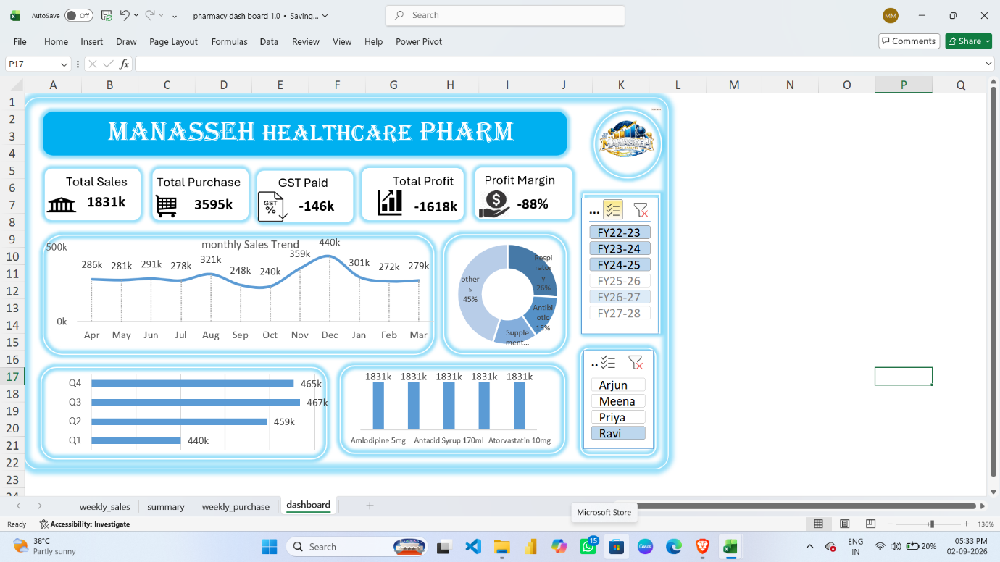 AutoSave Off pharmacy dash board 1.0 • Saving... Search MM
File Home Insert Draw Page Layout Formulas Data Review View Help Power Pivot Comments Share
P17 fx
A B C D E F G H I J K L M N O P Q
1
2
3
4
5
6
7
8
9
10
11
12
13
14
15
16
17
18
19
20
21
22
23
MANASSEH HEALTHCARE PHARM
MANASSEH
Total Sales
1831k
Total Purchase
3595k
GST Paid
GST
%
-146k
Total Profit
-1618k
Profit Margin
$
-88%
monthly Sales Trend
500k
0k
286k 281k 291k 278k 321k 248k 240k 359k 440k 301k 272k 279k
Apr May Jun Jul Aug Sep Oct Nov Dec Jan Feb Mar
Respi
rator
y
26%
Antibi
otic
15%
Supple
ment...
other
s
45%
...
FY22-23
FY23-24
FY24-25
FY25-26
FY26-27
FY27-28
Q4 465k
Q3 467k
Q2 459k
Q1 440k
1831k 1831k 1831k 1831k 1831k
Amlodipine 5mg Antacid Syrup 170ml Atorvastatin 10mg
..
Arjun
Meena
Priya
Ravi
weekly_sales summary weekly_purchase dashboard +
Microsoft Store
Ready Accessibility: Investigate 136%
38°C
Partly sunny
Search
15
Canva
ENG
IN
20%
05:33 PM
02-09-2026